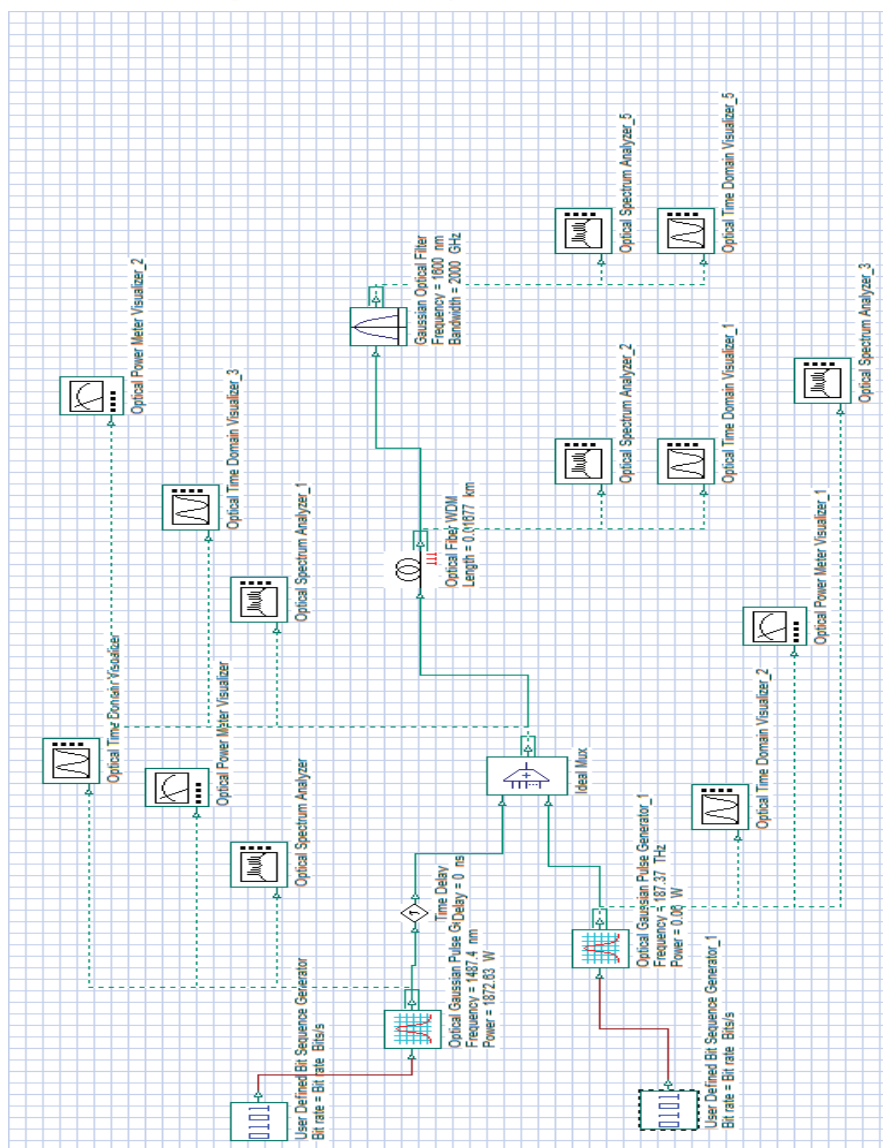 User Defined Bit Sequence Generator
Bit rate = Bit rate Bits/s
0101
Optical Gaussian Pulse G
Frequency = 1487.4 nm
Power = 1872.63 W
Time Delay
Delay = 0 ns
Optical Time Domain Visualizer
Optical Power Meter Visualizer
Optical Spectrum Analyzer
Optical Power Meter Visualizer_2
Optical Time Domain Visualizer_3
Optical Spectrum Analyzer_1
Ideal Mux
Optical Fiber WDM
Length = 0.01677 km
Gaussian Optical Filter
Frequency = 1600 nm
Bandwidth = 2000 GHz
Optical Spectrum Analyzer_5
Optical Time Domain Visualizer_5
Optical Spectrum Analyzer_2
Optical Time Domain Visualizer_1
User Defined Bit Sequence Generator_1
Bit rate = Bit rate Bits/s
0101
Optical Gaussian Pulse Generator_1
Frequency = 187.37 THz
Power = 0.06 W
Optical Time Domain Visualizer_2
Optical Power Meter Visualizer_1
Optical Spectrum Analyzer_3